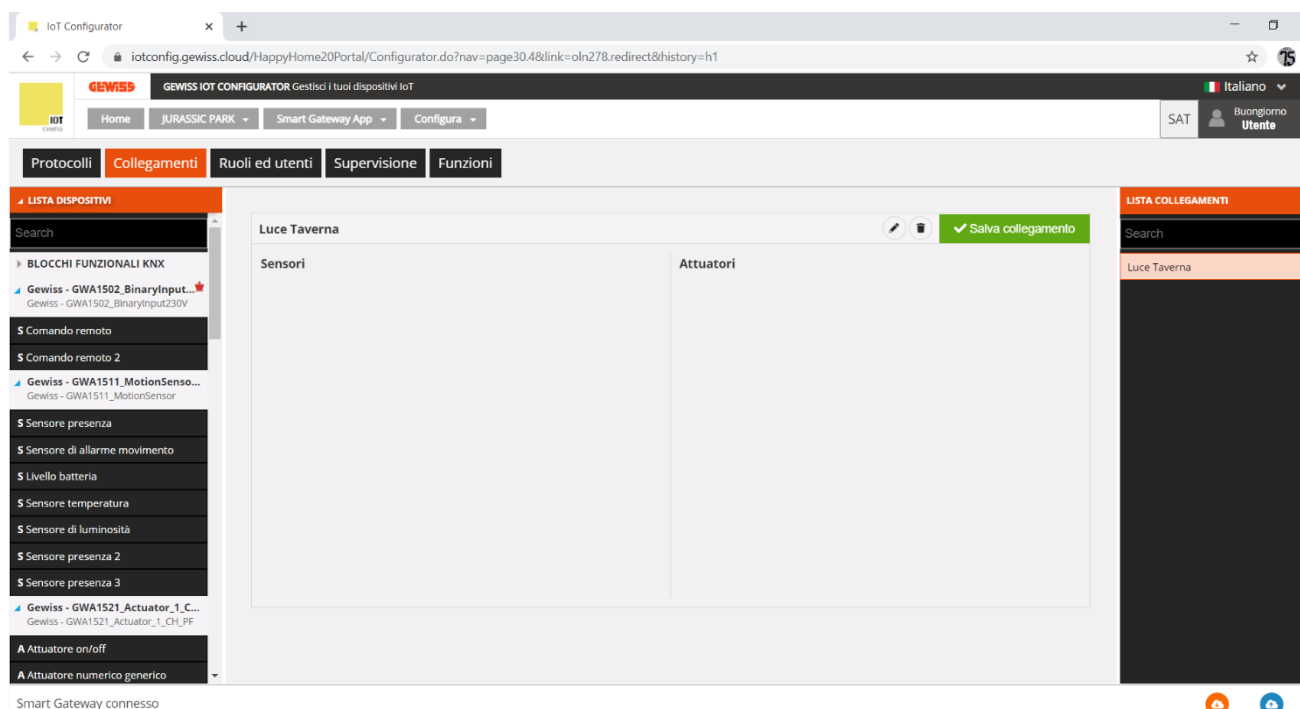 IoT Configurator
iotconfig.gewiss.cloud/HappyHome20Portal/Configurator.do?nav=page30.4&link=oln278.redirect&history=h1
GEWISS
GEWISS IOT CONFIGURATOR Gestisci i tuoi dispositivi IoT
Italiano
IOT
CONFIG
Home
JURASSIC PARK
Smart Gateway App
Configura
SAT
Buongiorno
Utente
Protocolli
Collegamenti
Ruoli ed utenti
Supervisione
Funzioni
LISTA DISPOSITIVI
Search
BLOCCHI FUNZIONALI KNX
Gewiss - GWA1502_BinaryInput...
Gewiss - GWA1502_BinaryInput230V
S Comando remoto
S Comando remoto 2
Gewiss - GWA1511_MotionSenso...
Gewiss - GWA1511_MotionSensor
S Sensore presenza
S Sensore di allarme movimento
S Livello batteria
S Sensore temperatura
S Sensore di luminosità
S Sensore presenza 2
S Sensore presenza 3
Gewiss - GWA1521_Actuator_1_C...
Gewiss - GWA1521_Actuator_1_CH_PF
A Attuatore on/off
A Attuatore numerico generico
Luce Taverna
Salva collegamento
Sensori
Attuatori
LISTA COLLEGAMENTI
Search
Luce Taverna
Smart Gateway connesso